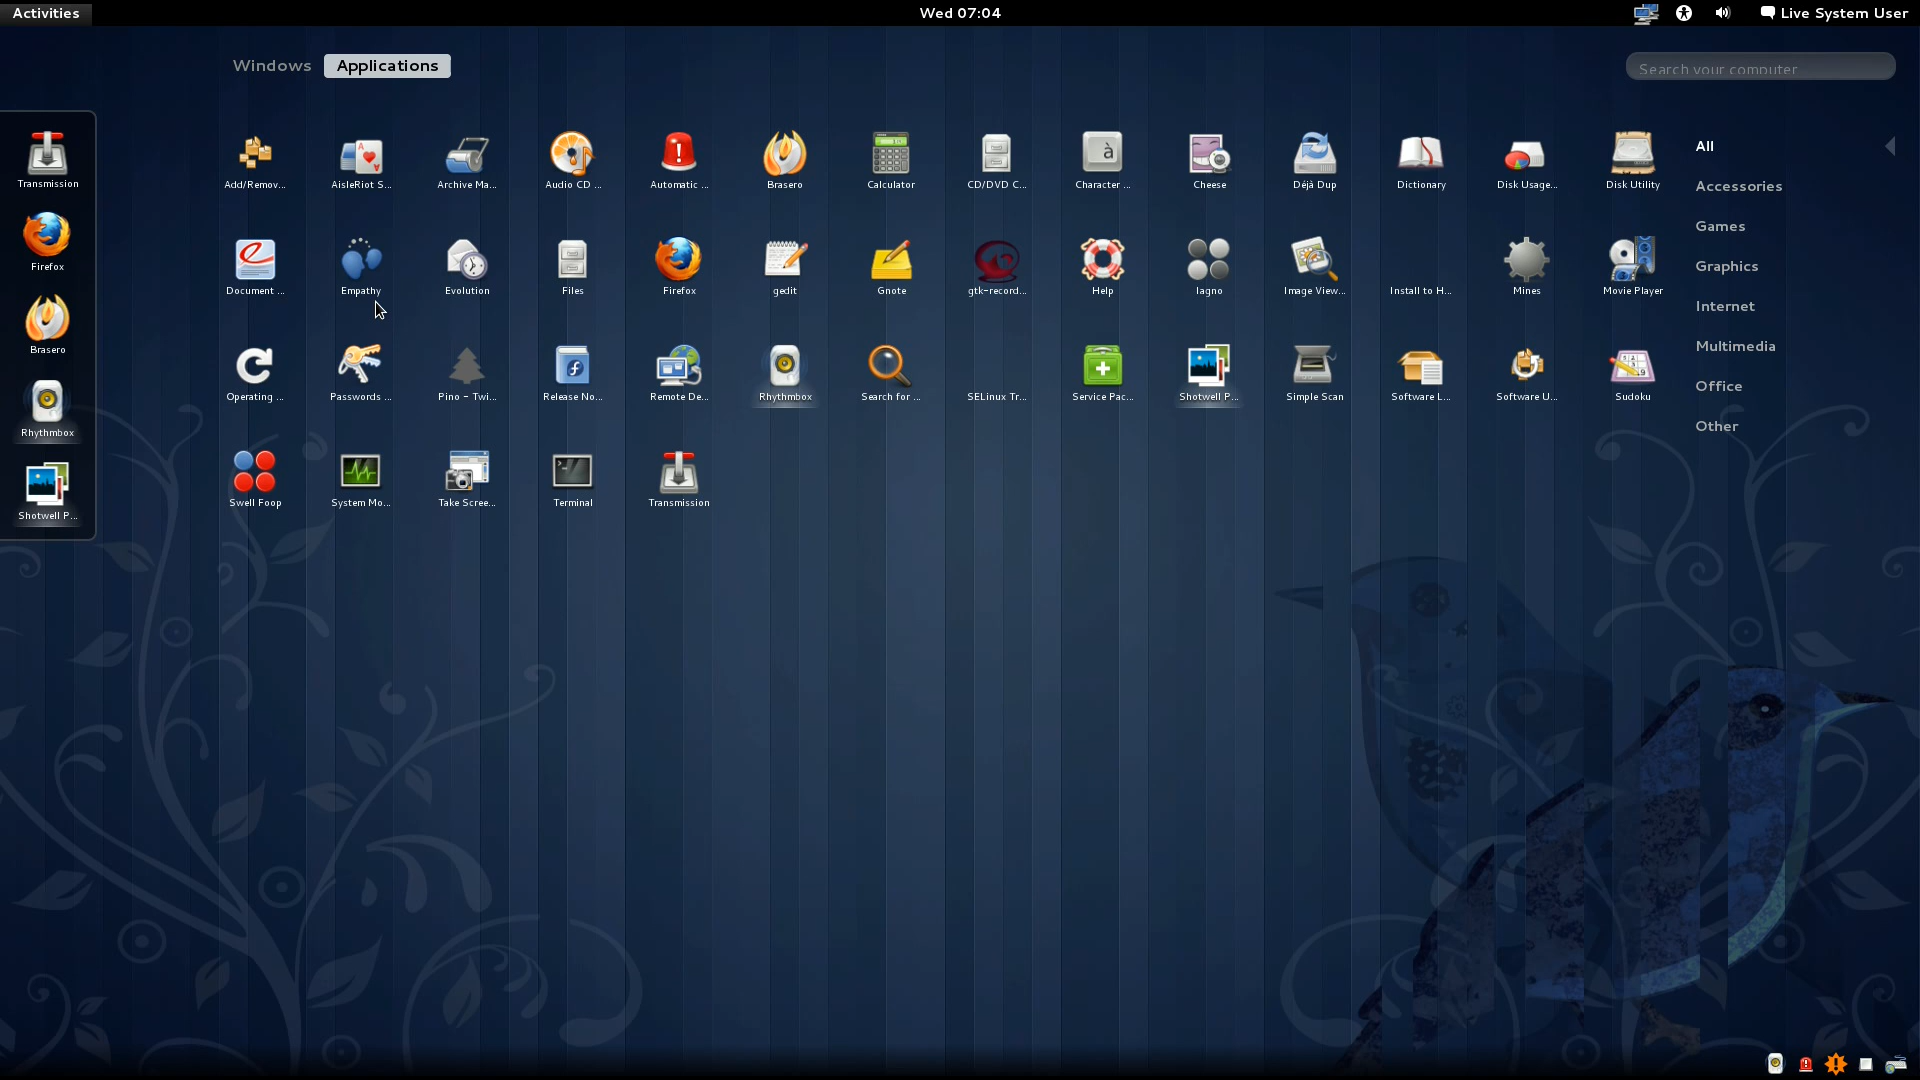 Activities
Wed 07:04
Live System User
Windows
Applications
Search your computer
Transmission
Firefox
Brasero
Rhythmbox
Shotwell P...
Add/Remov...
AisleRiot S...
Archive Ma...
Audio CD ...
Automatic ...
Brasero
Calculator
CD/DVD C...
Character ...
Cheese
Déjà Dup
Dictionary
Disk Usage...
Disk Utility
Document ...
Empathy
Evolution
Files
Firefox
gedit
Gnote
gtk-record...
Help
Iagno
Image View...
Install to H...
Mines
Movie Player
Operating ...
Passwords ...
Pino - Twi...
Release No...
Remote De...
Rhythmbox
Search for ...
SELinux Tr...
Service Pac...
Shotwell P...
Simple Scan
Software L...
Software U...
Sudoku
Swell Foop
System Mo...
Take Scree...
Terminal
Transmission
All
Accessories
Games
Graphics
Internet
Multimedia
Office
Other